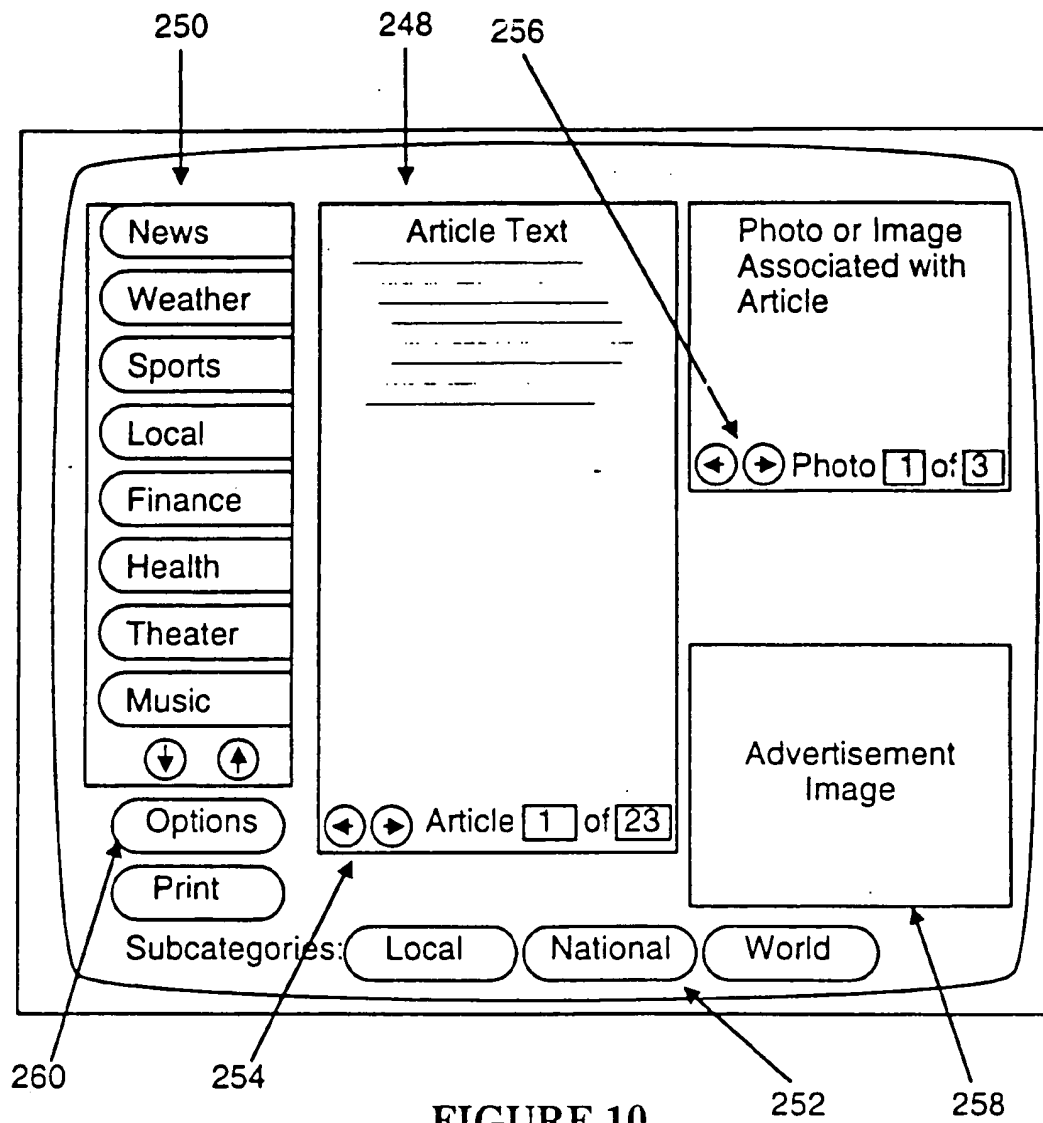 250
248
256
News
Weather
Sports
Local
Finance
Health
Theater
Music
Options
Print
Article Text
Article 1 of 23
Photo or Image
Associated with
Article
Photo 1 of 3
Advertisement
Image
Subcategories: Local National World
260
254
252
258
FIGURE 10